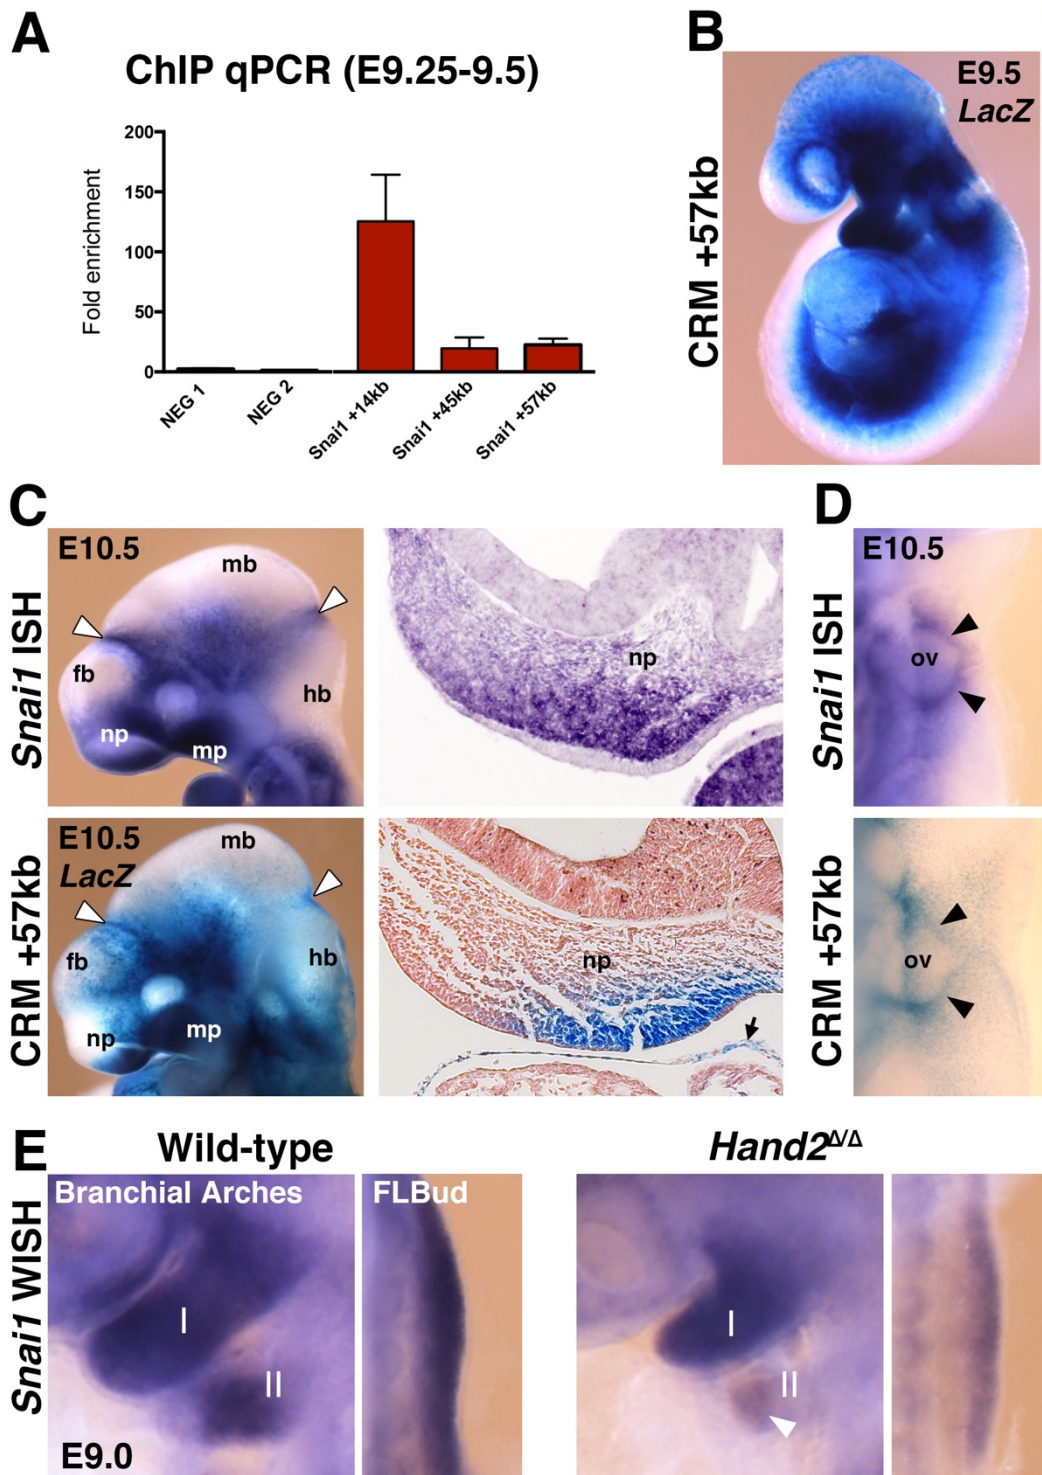 A
ChIP qPCR (E9.25-9.5)
Fold enrichment
200
150
100
50
0
NEG 1
NEG 2
Snai1 +14kb
Snai1 +45kb
Snai1 +57kb
B
CRM +57kb
E9.5
LacZ
C
Snai1 ISH
E10.5
mb
fb
hb
np
mp
np
CRM +57kb
E10.5
LacZ
mb
fb
hb
np
mp
np
D
Snai1 ISH
E10.5
ov
CRM +57kb
ov
E
Wild-type
Hand2Δ/Δ
Snai1 WISH
Branchial Arches
FLBud
I
II
E9.0
I
II